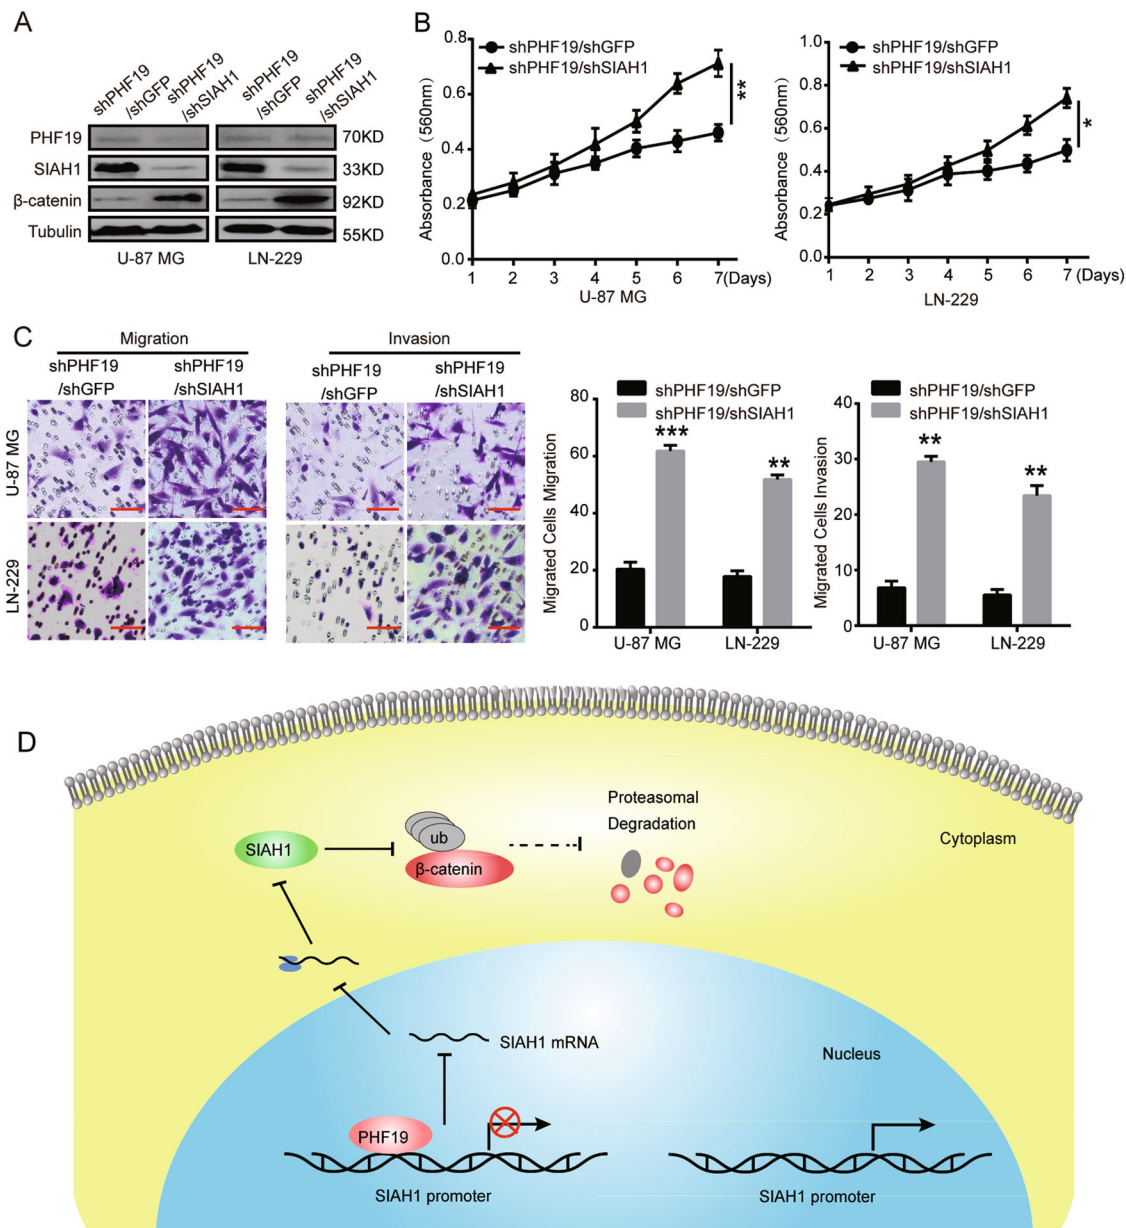 A
shPHF19
/shGFP
shPHF19
/shSIAH1
shPHF19
/shGFP
shPHF19
/shSIAH1
PHF19
70KD
SIAH1
33KD
β-catenin
92KD
Tubulin
55KD
U-87 MG
LN-229
B
shPHF19/shGFP
shPHF19/shSIAH1
Absorbance (560nm)
0.8
0.6
0.4
0.2
0.0
**
1 2 3 4 5 6 7(Days)
U-87 MG
shPHF19/shGFP
shPHF19/shSIAH1
Absorbance (560nm)
1.0
0.8
0.6
0.4
0.2
0.0
*
1 2 3 4 5 6 7(Days)
LN-229
C
Migration
Invasion
shPHF19
/shGFP
shPHF19
/shSIAH1
shPHF19
/shGFP
shPHF19
/shSIAH1
U-87 MG
LN-229
shPHF19/shGFP
shPHF19/shSIAH1
Migrated Cells Migration
80
60
40
20
0
***
**
U-87 MG
LN-229
shPHF19/shGFP
shPHF19/shSIAH1
Migrated Cells Invasion
40
30
20
10
0
**
**
U-87 MG
LN-229
D
Proteasomal
Degradation
Cytoplasm
SIAH1
ub
β-catenin
SIAH1 mRNA
Nucleus
PHF19
SIAH1 promoter
SIAH1 promoter